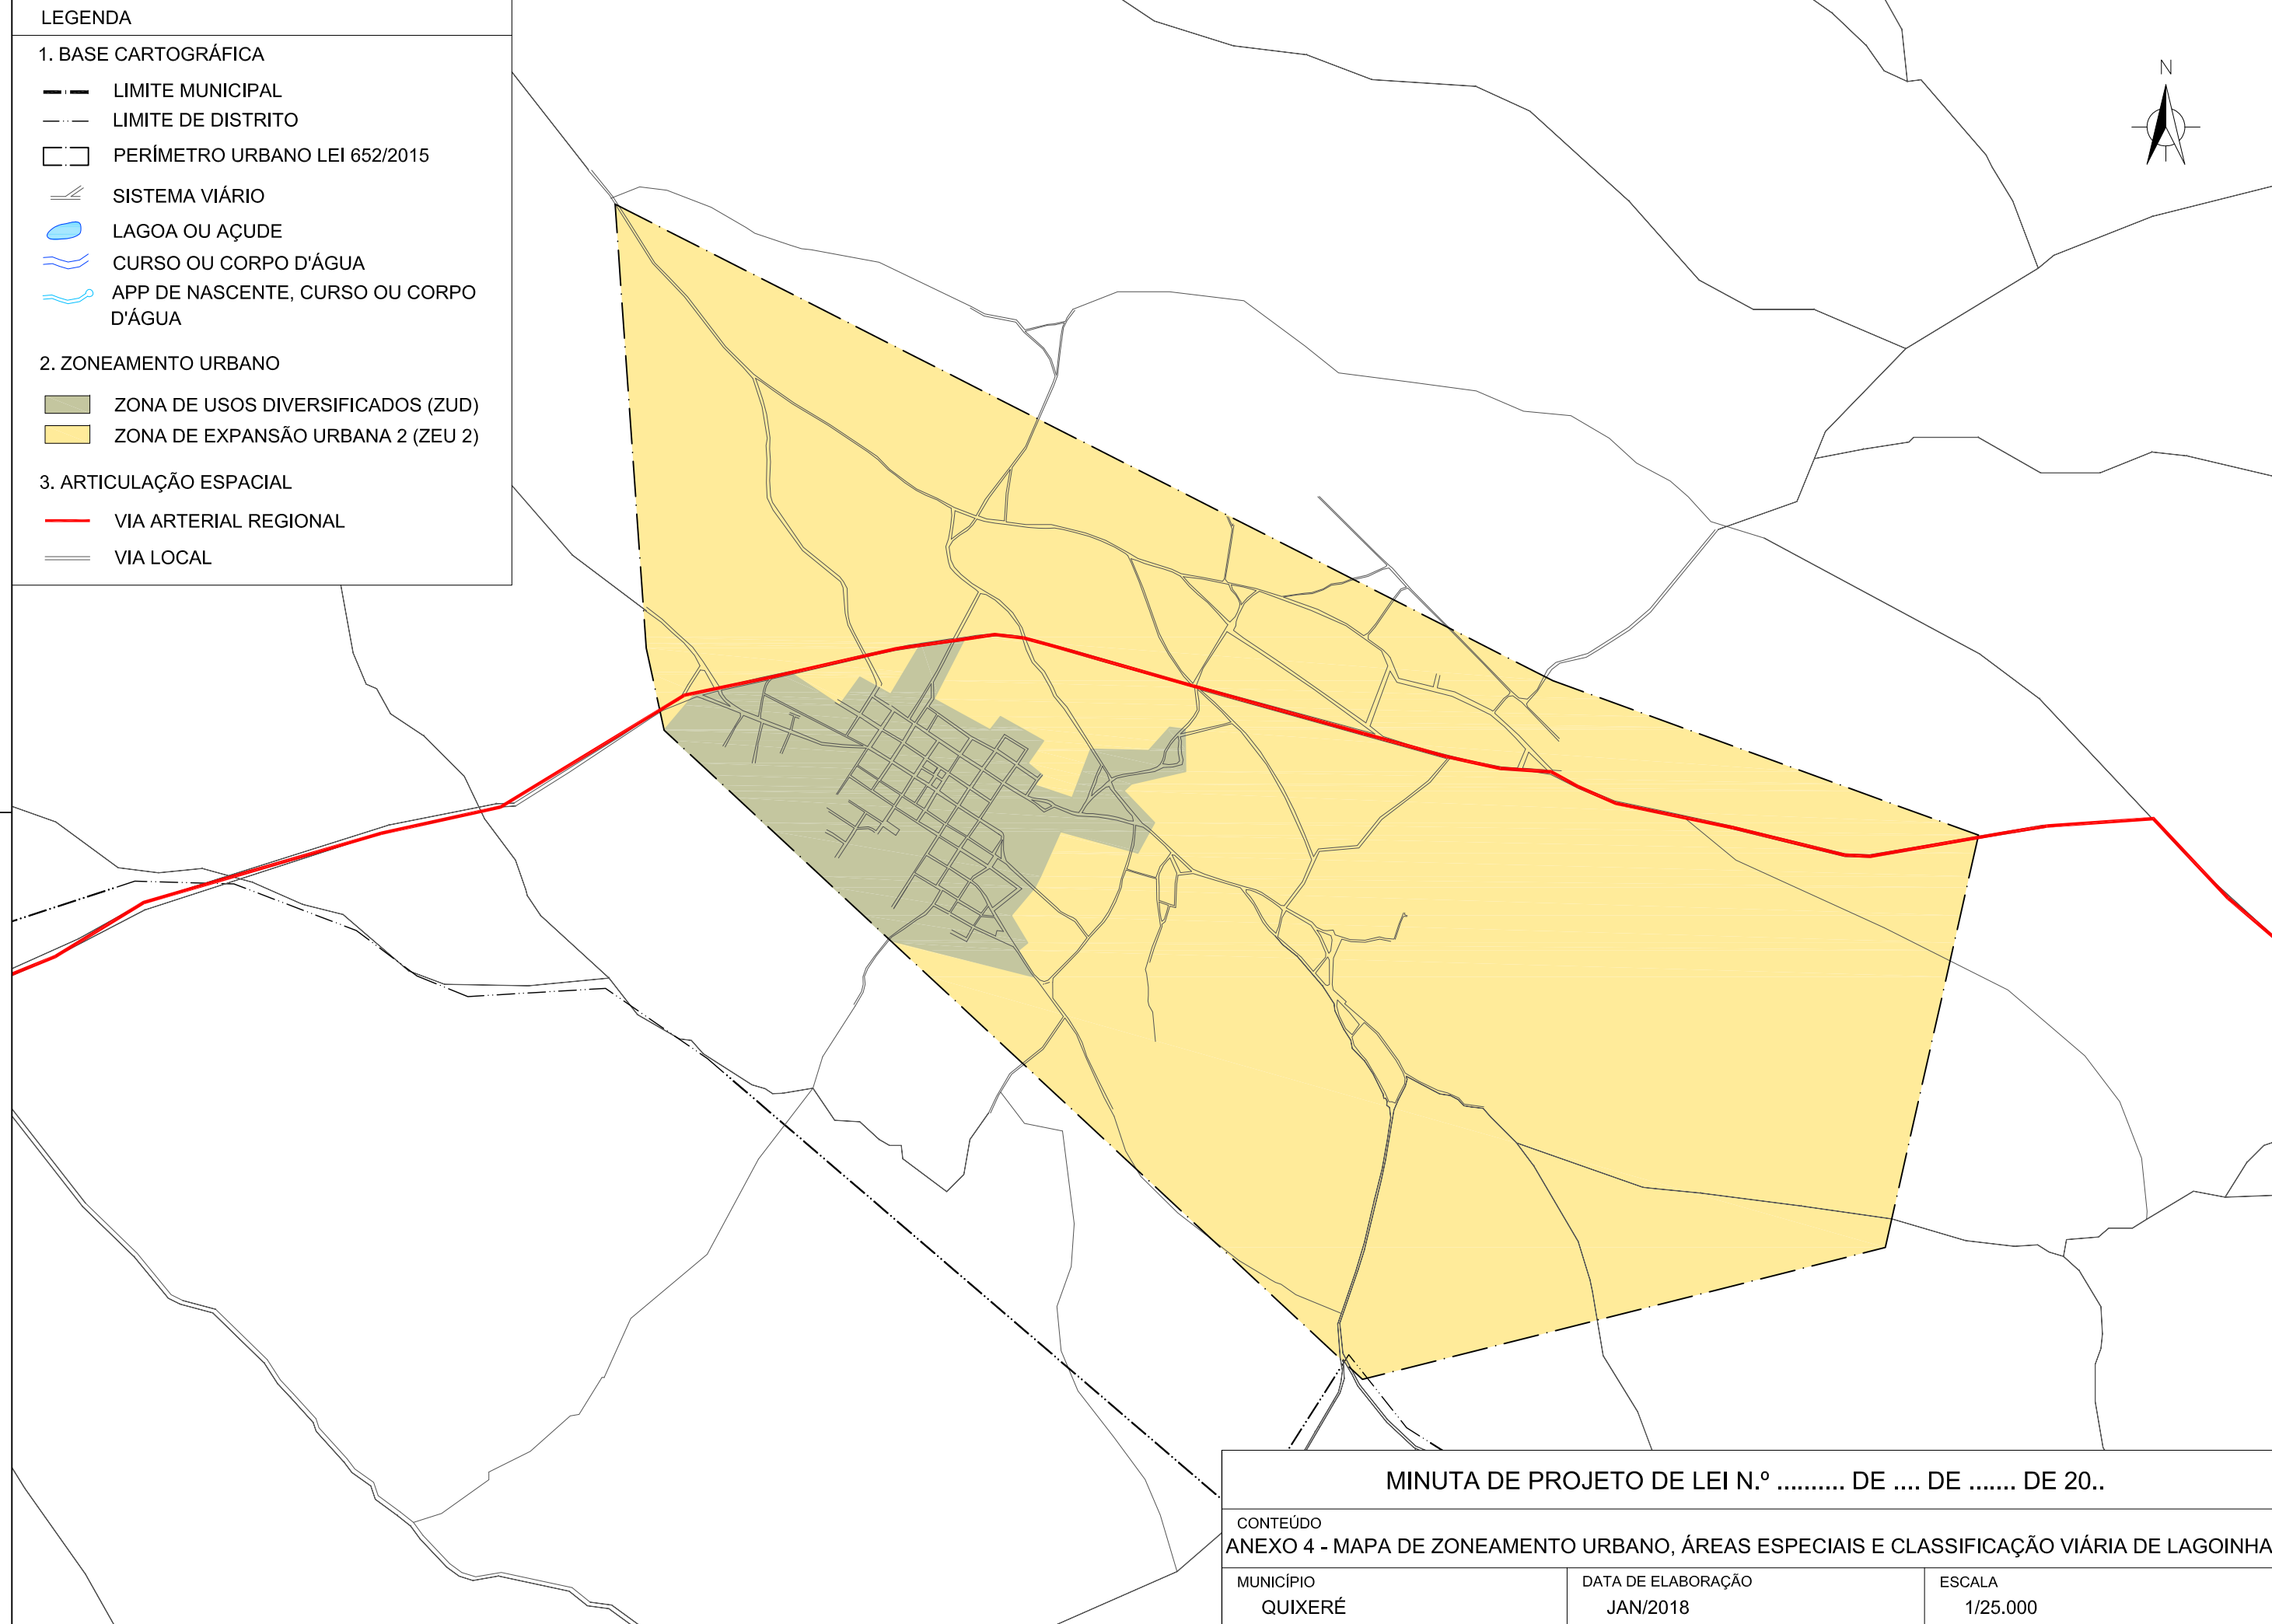 LEGENDA
1. BASE CARTOGRÁFICA
LIMITE MUNICIPAL
LIMITE DE DISTRITO
PERÍMETRO URBANO LEI 652/2015
SISTEMA VIÁRIO
LAGOA OU AÇUDE
CURSO OU CORPO D'ÁGUA
APP DE NASCENTE, CURSO OU CORPO
D'ÁGUA
2. ZONEAMENTO URBANO
ZONA DE USOS DIVERSIFICADOS (ZUD)
ZONA DE EXPANSÃO URBANA 2 (ZEU 2)
3. ARTICULAÇÃO ESPACIAL
VIA ARTERIAL REGIONAL
VIA LOCAL
N
MINUTA DE PROJETO DE LEI N.º .......... DE .... DE ....... DE 20..
CONTEÚDO
ANEXO 4 - MAPA DE ZONEAMENTO URBANO, ÁREAS ESPECIAIS E CLASSIFICAÇÃO VIÁRIA DE LAGOINHA
MUNICÍPIO
QUIXERÉ
DATA DE ELABORAÇÃO
JAN/2018
ESCALA
1/25.000